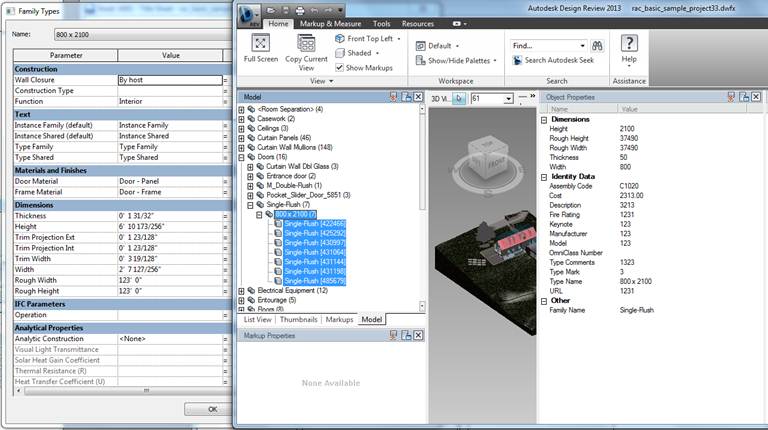 Family Types
Name: 800 x 2100
Parameter Value
Construction
Wall Closure By host =
Construction Type =
Function Interior =
Text
Instance Family (default) Instance Family =
Instance Shared (default) Instance Shared =
Type Family Type Family =
Type Shared Type Shared =
Materials and Finishes
Door Material Door - Panel =
Frame Material Door - Frame =
Dimensions
Thickness 0' 1 31/32" =
Height 6' 10 173/256" =
Trim Projection Ext 0' 1 23/128" =
Trim Projection Int 0' 1 23/128" =
Trim Width 0' 3 19/128" =
Width 2' 7 127/256" =
Rough Width 123' 0" =
Rough Height 123' 0" =
IFC Parameters
Operation =
Analytical Properties
Analytic Construction <None> =
Visual Light Transmittance =
Solar Heat Gain Coefficient =
Thermal Resistance (R) =
Heat Transfer Coefficient (U) =
OK
REV
Autodesk Design Review 2013 rac_basic_sample_project33.dwfx
Home Markup & Measure Tools Resources
Full Screen
Copy Current View
Front Top Left
Shaded
Show Markups
View
Default
Show/Hide Palettes
Workspace
Find...
Search Autodesk Seek
Search
Help
Assistance
Model
<Room Separation> (4)
Casework (2)
Ceilings (3)
Curtain Panels (46)
Curtain Wall Mullions (148)
Doors (16)
Curtain Wall Dbl Glass (3)
Entrance door (2)
M_Double-Flush (1)
Pocket_Slider_Door_5851 (3)
Single-Flush (7)
800 x 2100 (7)
Single-Flush [422466]
Single-Flush [425292]
Single-Flush [430997]
Single-Flush [431064]
Single-Flush [431144]
Single-Flush [431198]
Single-Flush [485679]
Electrical Equipment (12)
Entourage (5)
Floors (8)
List View Thumbnails Markups Model
Markup Properties
None Available
3D Vi... 61 »
FRONT
Object Properties
Name Value
Dimensions
Height 2100
Rough Height 37490
Rough Width 37490
Thickness 50
Width 800
Identity Data
Assembly Code C1020
Cost 2313.00
Description 3213
Fire Rating 1231
Keynote 123
Manufacturer 123
Model 123
OmniClass Number
Type Comments 1323
Type Mark 3
Type Name 800 x 2100
URL 1231
Other
Family Name Single-Flush